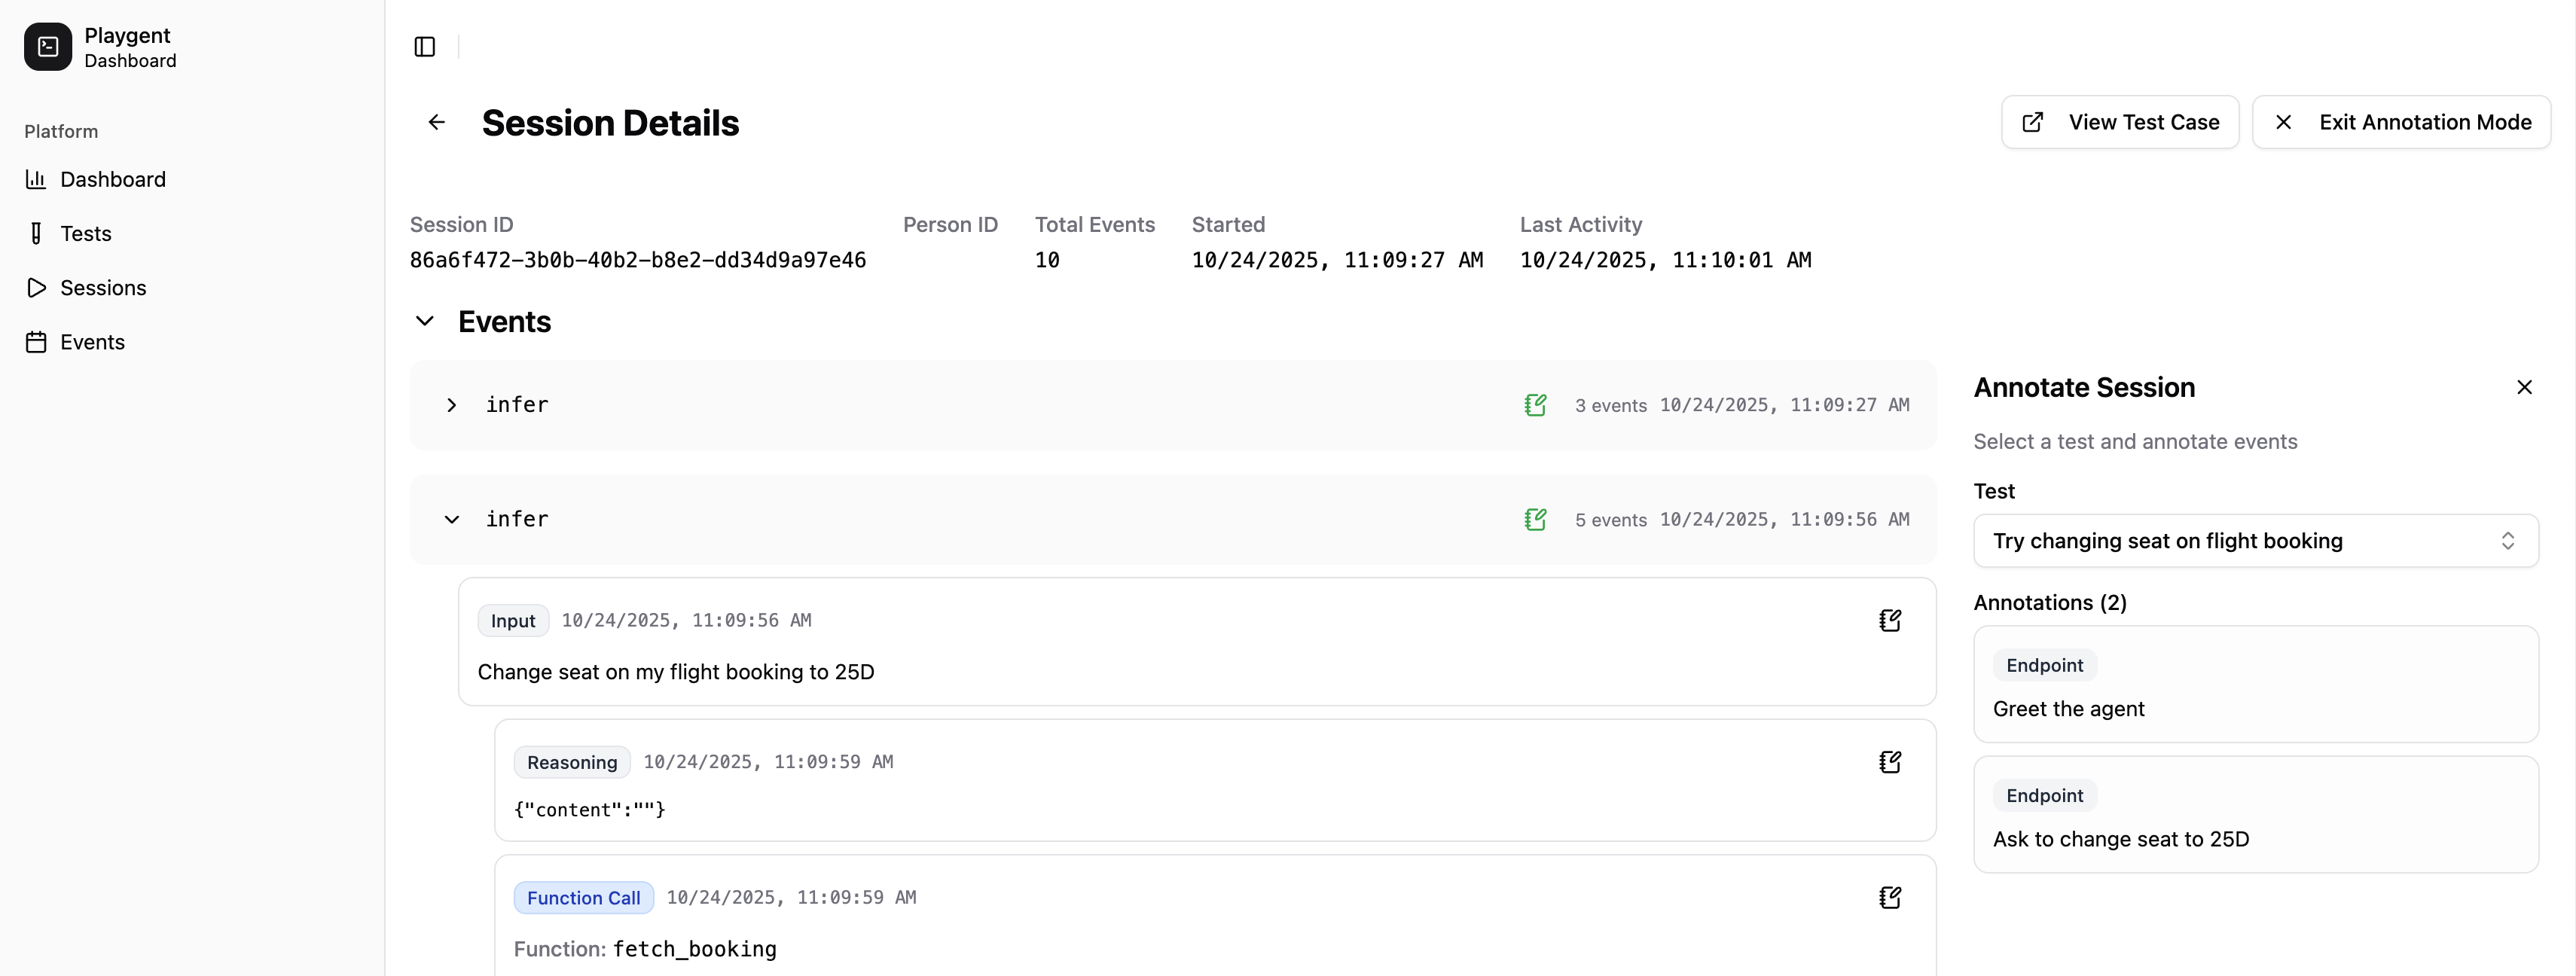 Playgent
Dashboard
Platform
Dashboard
Tests
Sessions
Events
Session Details
View Test Case
Exit Annotation Mode
Session ID
86a6f472-3b0b-40b2-b8e2-dd34d9a97e46
Person ID
Total Events
10
Started
10/24/2025, 11:09:27 AM
Last Activity
10/24/2025, 11:10:01 AM
Events
infer
3 events 10/24/2025, 11:09:27 AM
infer
5 events 10/24/2025, 11:09:56 AM
Input 10/24/2025, 11:09:56 AM
Change seat on my flight booking to 25D
Reasoning 10/24/2025, 11:09:59 AM
{"content":""}
Function Call 10/24/2025, 11:09:59 AM
Function: fetch_booking
Annotate Session
Select a test and annotate events
Test
Try changing seat on flight booking
Annotations (2)
Endpoint
Greet the agent
Endpoint
Ask to change seat to 25D